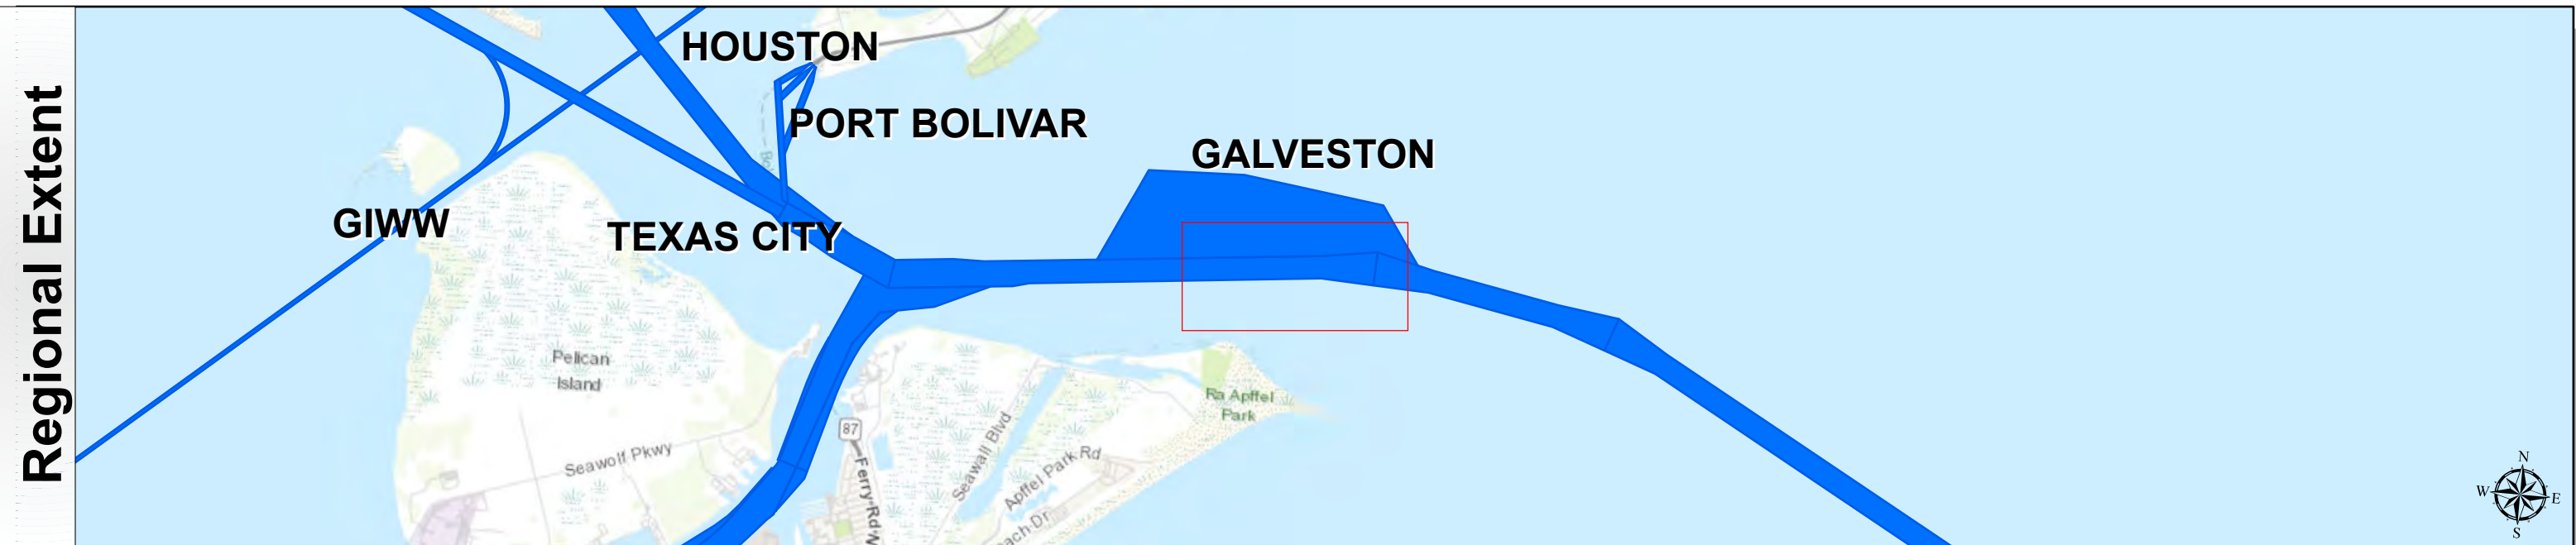 Regional Extent
HOUSTON
PORT BOLIVAR
GALVESTON
GIWW
TEXAS CITY
Pelican
Island
Ra Apffel
Park
87
Seawolf Pkwy
Seawall Blvd
Apffel Park Rd
Ferry Rd
N
W
E
S